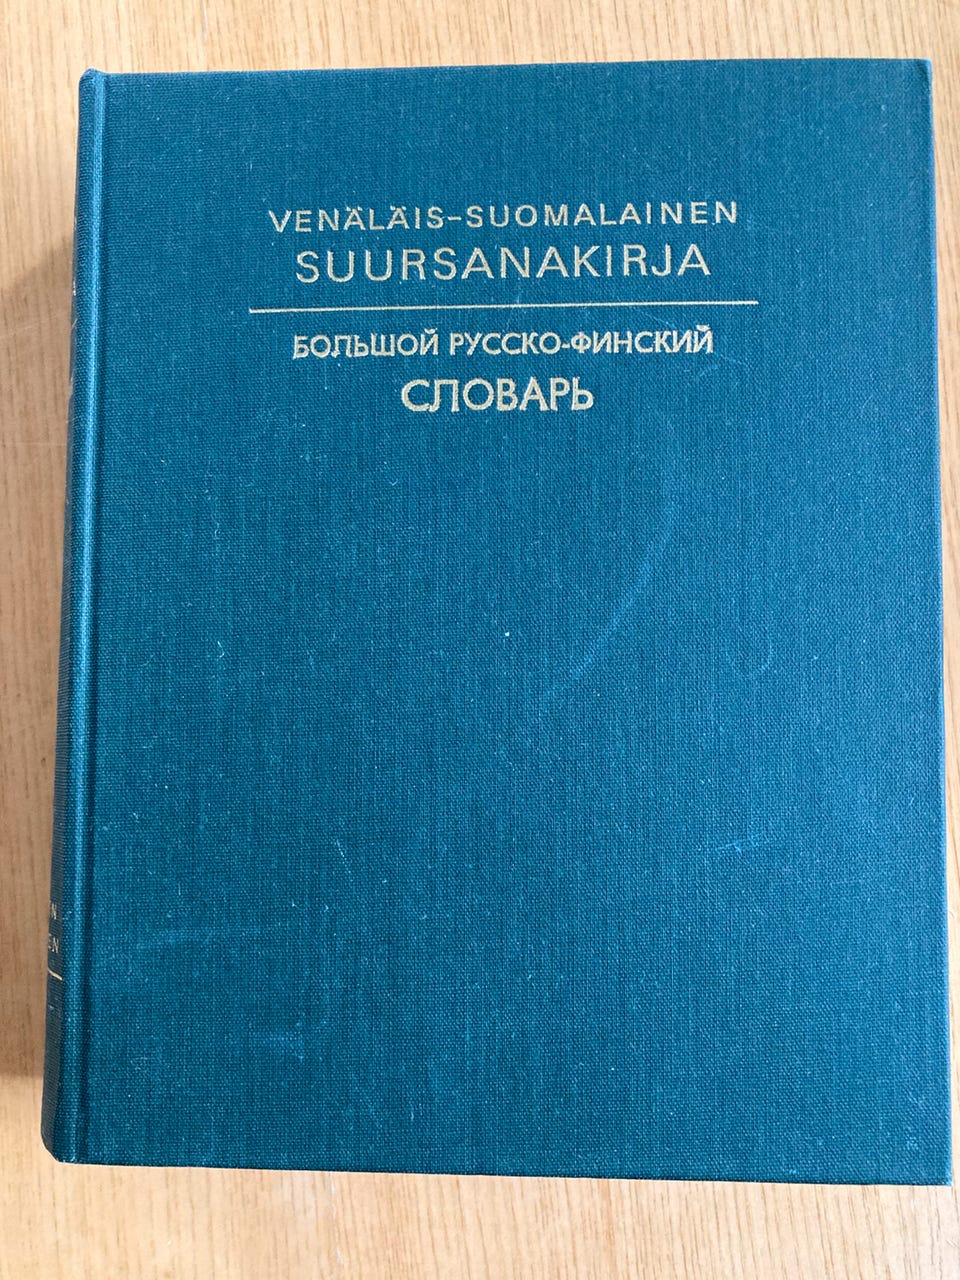 VENÄLÄIS-SUOMALAINEN
SUURSANAKIRJA
БОЛЬШОЙ РУССКО-ФИНСКИЙ
СЛОВАРЬ